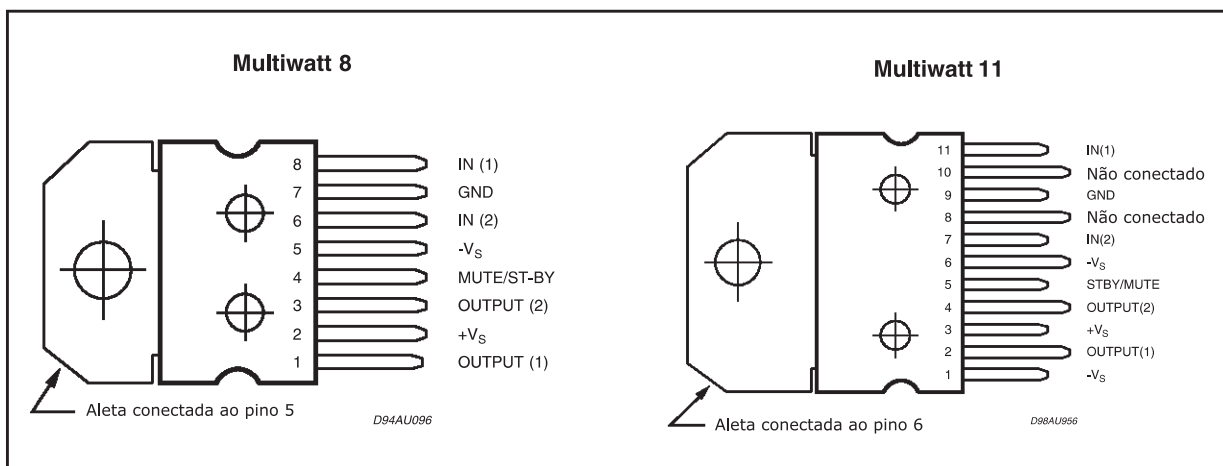 Multiwatt 8
8 IN (1)
7 GND
6 IN (2)
5 -VS
4 MUTE/ST-BY
3 OUTPUT (2)
2 +VS
1 OUTPUT (1)
Aleta conectada ao pino 5
D94AU096
Multiwatt 11
11 IN(1)
10 Não conectado
9 GND
8 Não conectado
7 IN(2)
6 -VS
5 STBY/MUTE
4 OUTPUT(2)
3 +VS
2 OUTPUT(1)
1 -VS
Aleta conectada ao pino 6
D98AU956